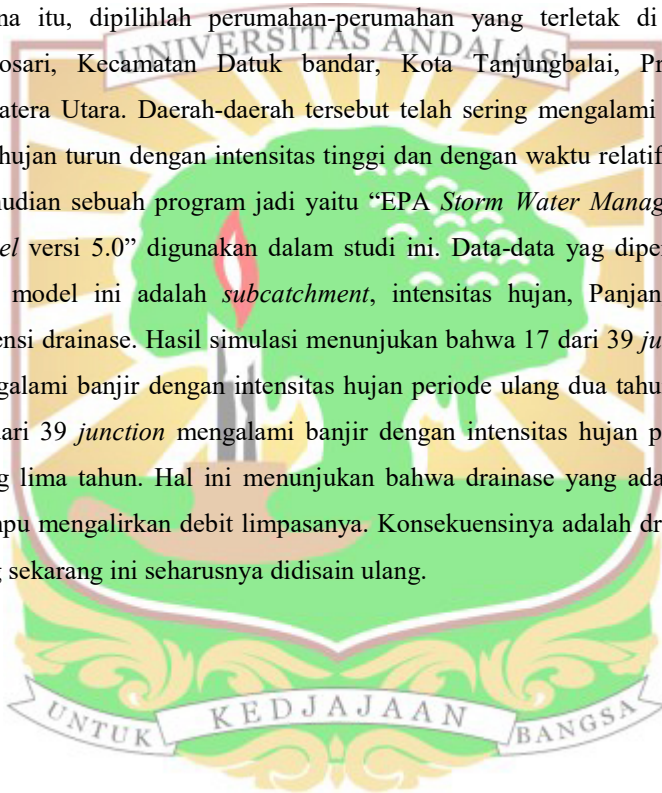 ma itu, dipilihlah perumahan-perumahan yang terletak di
UNIVERSITAS ANDALAS
osari, Kecamatan Datuk bandar, Kota Tanjungbalai, Pr
atera Utara. Daerah-daerah tersebut telah sering mengalami
hujan turun dengan intensitas tinggi dan dengan waktu relatif
nudian sebuah program jadi yaitu “EPA Storm Water Manag
el versi 5.0” digunakan dalam studi ini. Data-data yag dipe
model ini adalah subcatchment, intensitas hujan, Panjan
ensi drainase. Hasil simulasi menunjukan bahwa 17 dari 39 ju
galami banjir dengan intensitas hujan periode ulang dua tahu
dari 39 junction mengalami banjir dengan intensitas hujan p
g lima tahun. Hal ini menunjukan bahwa drainase yang ada
npu mengalirkan debit limpasanya. Konsekuensinya adalah dr
g sekarang ini seharusnya didisain ulang.
UNTUK KEDJAJAAN BANGSA